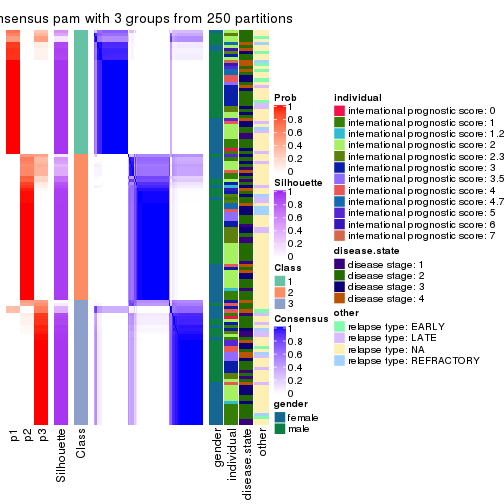 nsensus pam with 3 groups from 250 partitions
Prob
1
0.8
0.6
0.4
0.2
0
Silhouette
1
0.8
0.6
0.4
0.2
0
Class
1
2
3
Consensus
1
0.8
0.6
0.4
0.2
0
gender
female
male
individual
international prognostic score: 0
international prognostic score: 1
international prognostic score: 1.2
international prognostic score: 2
international prognostic score: 2.3
international prognostic score: 3
international prognostic score: 3.5
international prognostic score: 4
international prognostic score: 4.7
international prognostic score: 5
international prognostic score: 6
international prognostic score: 7
disease.state
disease stage: 1
disease stage: 2
disease stage: 3
disease stage: 4
other
relapse type: EARLY
relapse type: LATE
relapse type: NA
relapse type: REFRACTORY
p1
p2
p3
Silhouette
Class
gender
individual
disease.state
other